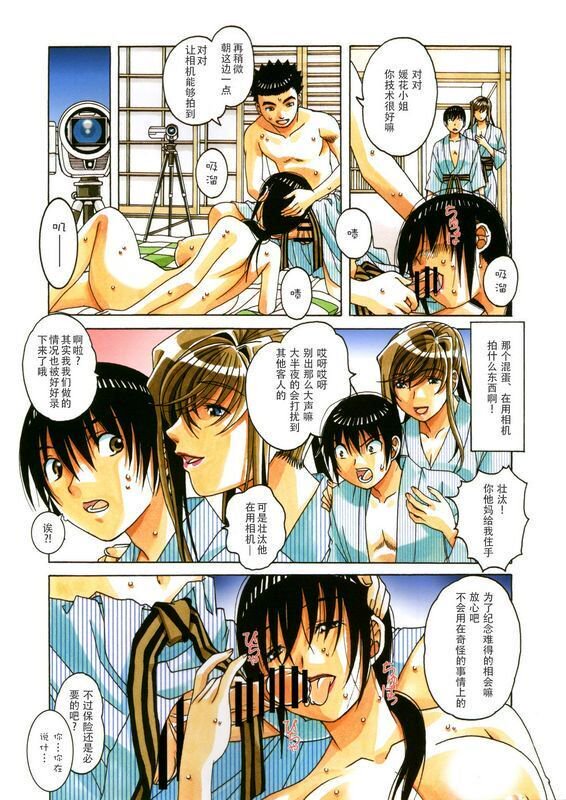 对对
媛花小姐
你技术很好嘛
再稍微
朝这边一点
对对
让相机能够拍到
吸溜
吸溜
啧
啧
叽——
那个混蛋、在用相机
拍什么东西啊！
壮汰！
你他妈给我住手
哎呀哎呀
别出那么大声嘛
大半夜的会打扰到
其他客人的
可是壮汰他
在用相机—
啊啦？
其实我们做的
情况也被好好录
下来了哦
诶?!
为了纪念难得的相会嘛
放心吧
不会用在奇怪的事情上的
不过保险还是必
要的吧？
你…你在
说什…